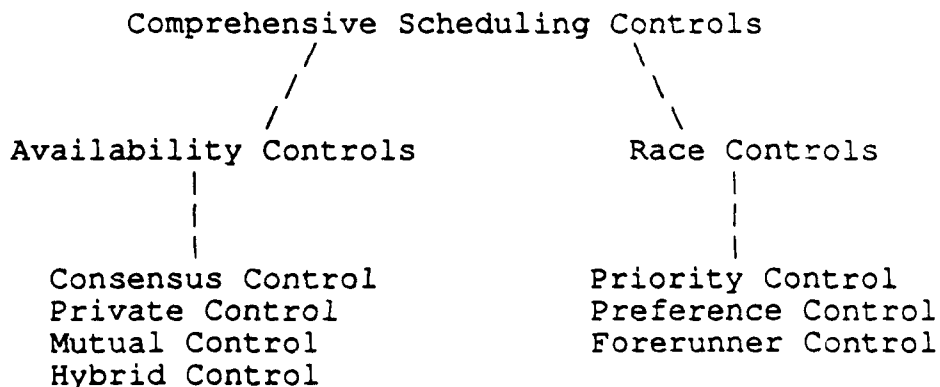 Comprehensive Scheduling Controls
Availability Controls
Race Controls
Consensus Control
Private Control
Mutual Control
Hybrid Control
Priority Control
Preference Control
Forerunner Control